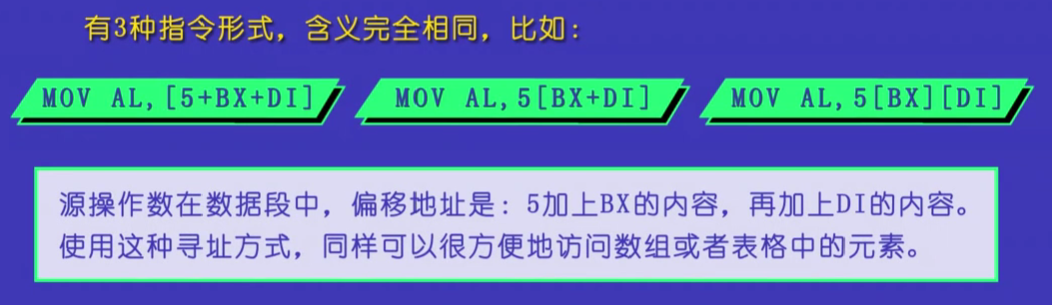 有3种指令形式，含义完全相同，比如：
MOV AL,[5+BX+DI] MOV AL,5[BX+DI] MOV AL,5[BX][DI]
源操作数在数据段中，偏移地址是：5加上BX的内容，再加上DI的内容。
使用这种寻址方式，同样可以很方便地访问数组或者表格中的元素。